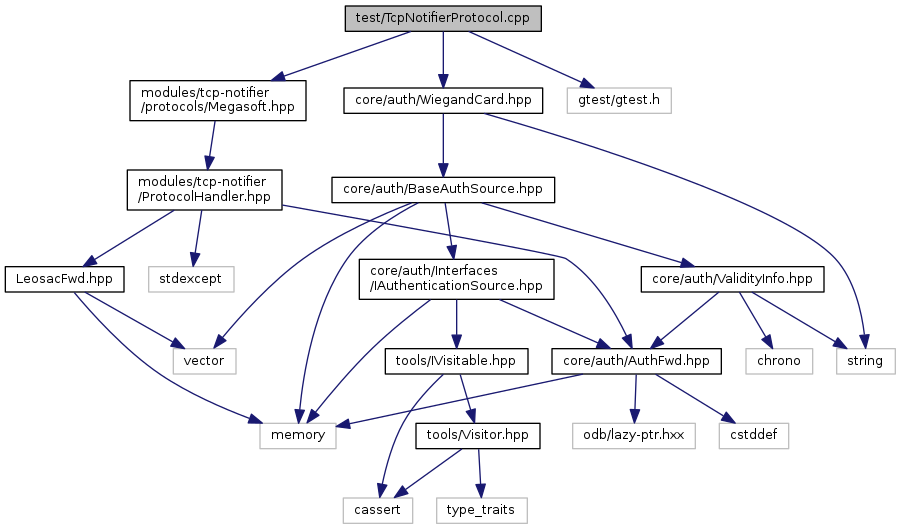 test/TcpNotifierProtocol.cpp
modules/tcp-notifier
/protocols/Megasoft.hpp
core/auth/WiegandCard.hpp
gtest/gtest.h
modules/tcp-notifier
/ProtocolHandler.hpp
core/auth/BaseAuthSource.hpp
LeosacFwd.hpp
stdexcept
core/auth/Interfaces
/IAuthenticationSource.hpp
core/auth/ValidityInfo.hpp
vector
tools/IVisitable.hpp
core/auth/AuthFwd.hpp
chrono
string
memory
tools/Visitor.hpp
odb/lazy-ptr.hxx
cstddef
cassert
type_traits